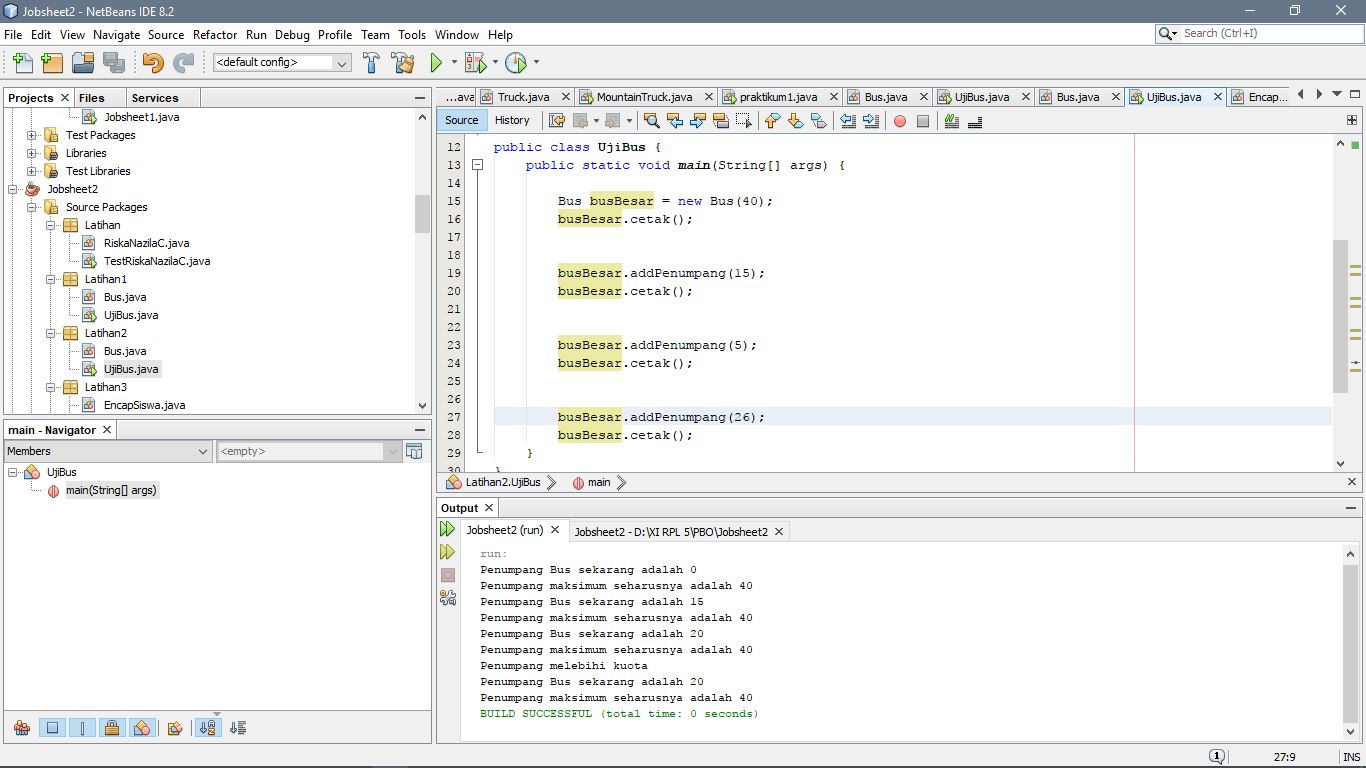 Jobsheet2 - NetBeans IDE 8.2
File Edit View Navigate Source Refactor Run Debug Profile Team Tools Window Help
Search (Ctrl+I)
<default config>
Projects Files Services
Jobsheet1.java
Test Packages
Libraries
Test Libraries
Jobsheet2
Source Packages
Latihan
RiskaNazilaC.java
TestRiskaNazilaC.java
Latihan1
Bus.java
UjiBus.java
Latihan2
Bus.java
UjiBus.java
Latihan3
EncapSiswa.java
main - Navigator
Members <empty>
UjiBus
main(String[] args)
...ava Truck.java MountainTruck.java praktikum1.java Bus.java UjiBus.java Bus.java UjiBus.java Encap...
Source History
12 public class UjiBus {
13 public static void main(String[] args) {
14
15 Bus busBesar = new Bus(40);
16 busBesar.cetak();
17
18
19 busBesar.addPenumpang(15);
20 busBesar.cetak();
21
22
23 busBesar.addPenumpang(5);
24 busBesar.cetak();
25
26
27 busBesar.addPenumpang(26);
28 busBesar.cetak();
29 }
30 }
Latihan2.UjiBus main
Output
Jobsheet2 (run) Jobsheet2 - D:\XI RPL 5\PBO\Jobsheet2
run:
Penumpang Bus sekarang adalah 0
Penumpang maksimum seharusnya adalah 40
Penumpang Bus sekarang adalah 15
Penumpang maksimum seharusnya adalah 40
Penumpang Bus sekarang adalah 20
Penumpang maksimum seharusnya adalah 40
Penumpang melebihi kuota
Penumpang Bus sekarang adalah 20
Penumpang maksimum seharusnya adalah 40
BUILD SUCCESSFUL (total time: 0 seconds)
1 27:9 INS